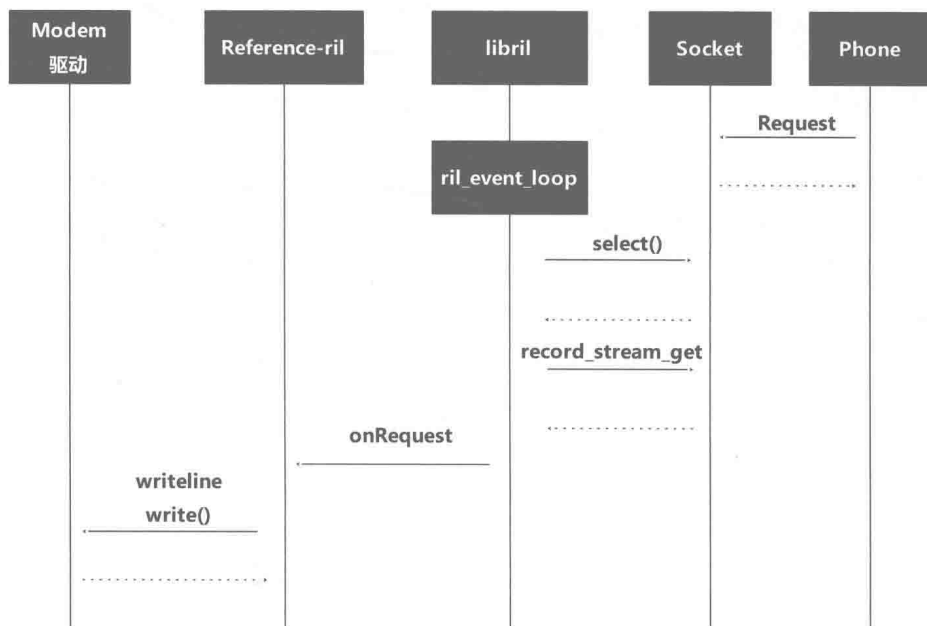 Modem
驱动
Reference-ril
libril
Socket
Phone
Request
ril_event_loop
select()
record_stream_get
onRequest
writeline
write()